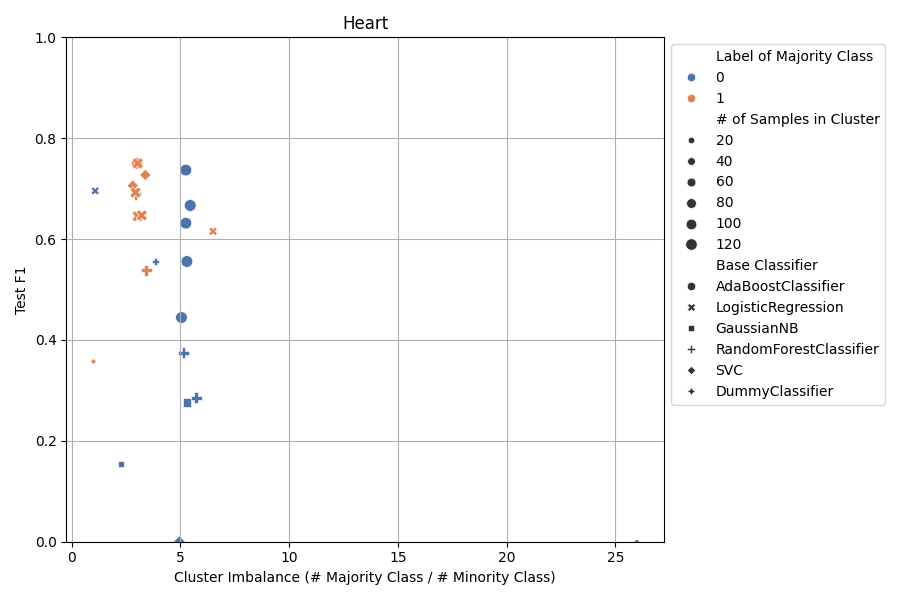 Heart
Test F1
1.0
0.8
0.6
0.4
0.2
0.0
0 5 10 15 20 25
Cluster Imbalance (# Majority Class / # Minority Class)
Label of Majority Class
0
1
# of Samples in Cluster
20
40
60
80
100
120
Base Classifier
AdaBoostClassifier
LogisticRegression
GaussianNB
RandomForestClassifier
SVC
DummyClassifier